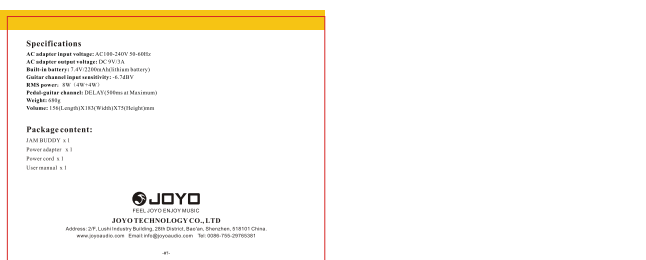 Specifications
AC adapter input voltage: AC100-240V 50-60Hz
AC adapter output voltage: DC 9V/3A
Built-in battery: 7.4V/2200mAh(lithium battery)
Guitar channel input sensitivity: -6.7dBV
RMS power: 8W (4W+4W)
Pedal-guitar channel: DELAY(500ms at Maximum)
Weight: 680g
Volume: 156(Length)X183(Width)X75(Height)mm
Package content:
JAM BUDDY x 1
Power adapter x 1
Power cord x 1
User manual x 1
JOYO
FEEL JOYO ENJOY MUSIC
JOYO TECHNOLOGY CO., LTD
Address: 2/F, Lushi Industry Building, 28th District, Bao'an, Shenzhen, 518101 China.
www.joyoaudio.com Email:info@joyoaudio.com Tel: 0086-755-29765381